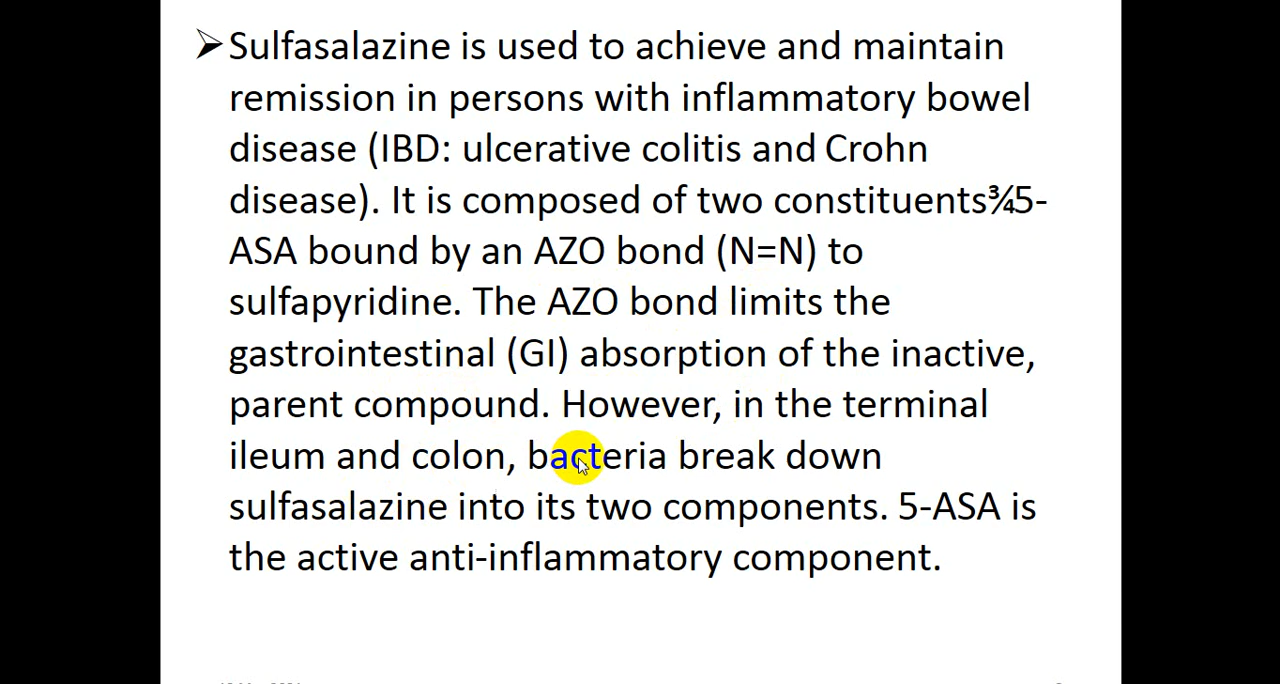 ➢Sulfasalazine is used to achieve and maintain
remission in persons with inflammatory bowel
disease (IBD: ulcerative colitis and Crohn
disease). It is composed of two constituents¾5-
ASA bound by an AZO bond (N=N) to
sulfapyridine. The AZO bond limits the
gastrointestinal (GI) absorption of the inactive,
parent compound. However, in the terminal
ileum and colon, bacteria break down
sulfasalazine into its two components. 5-ASA is
the active anti-inflammatory component.